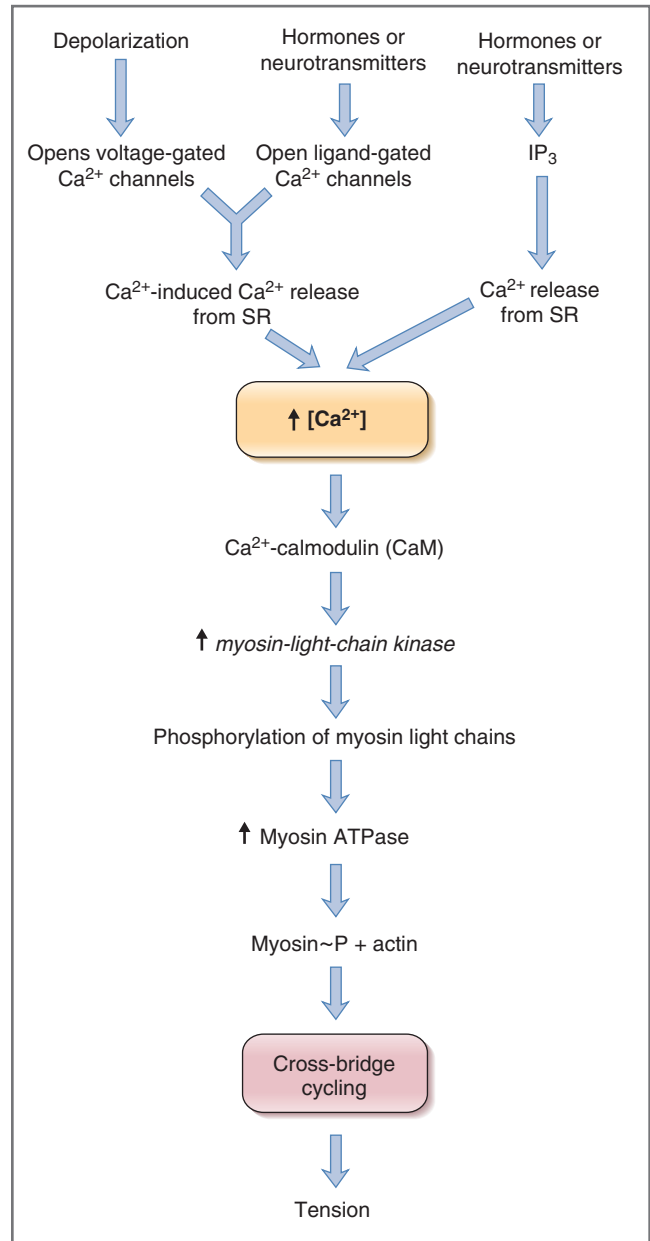 Depolarization
Hormones or
neurotransmitters
Hormones or
neurotransmitters
Opens voltage-gated
Ca²⁺ channels
Open ligand-gated
Ca²⁺ channels
IP₃
Ca²⁺-induced Ca²⁺ release
from SR
Ca²⁺ release
from SR
↑ [Ca²⁺]
Ca²⁺-calmodulin (CaM)
↑ myosin-light-chain kinase
Phosphorylation of myosin light chains
↑ Myosin ATPase
Myosin~P + actin
Cross-bridge
cycling
Tension